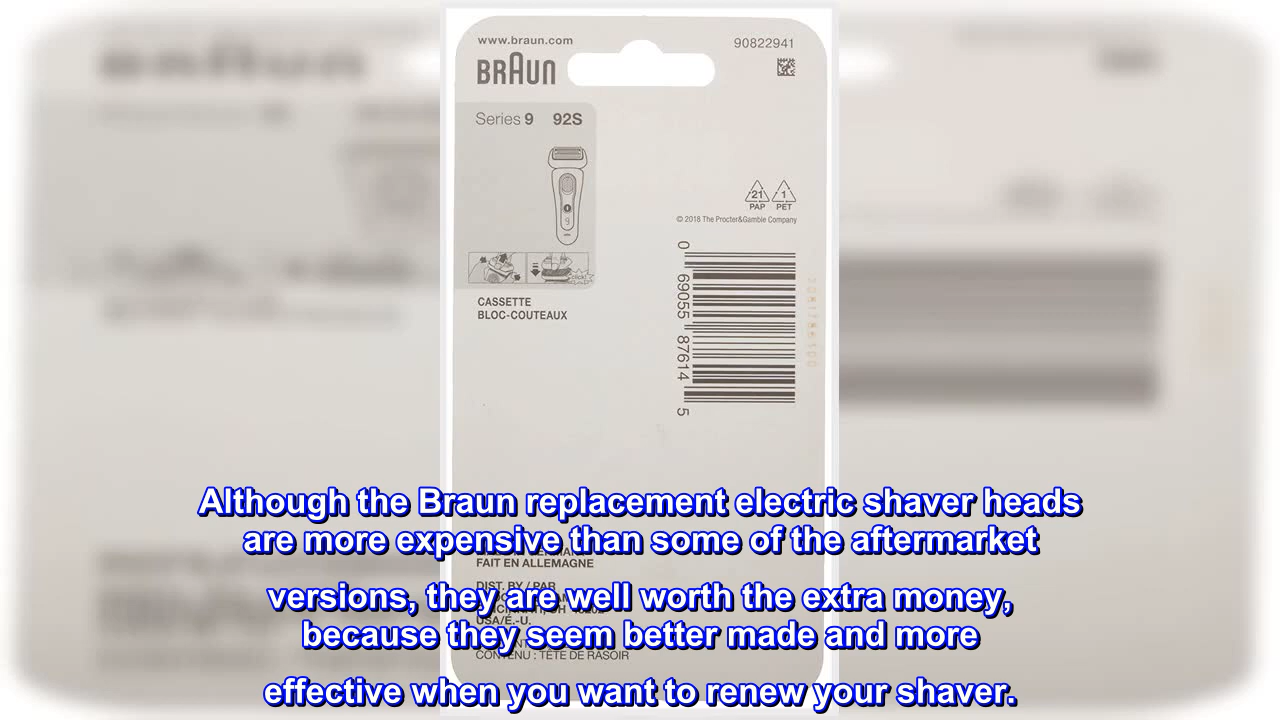 www.braun.com
90822941
BRAUN
Series 9 92S
9
21 1
PAP PET
© 2018 The Procter&Gamble Company
0 69055 87614 5
CASSETTE
BLOC-COUTEAUX
Although the Braun replacement electric shaver heads
are more expensive than some of the aftermarket
FAIT EN ALLEMAGNE
DIST. BY / PAR
versions, they are well worth the extra money,
USA/É.-U.
because they seem better made and more
CONTENU : TÊTE DE RASOIR
effective when you want to renew your shaver.